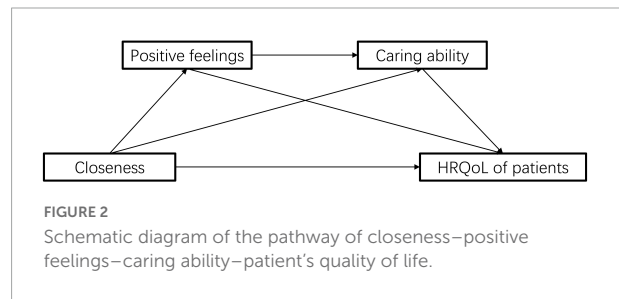 Positive feelings
Caring ability
Closeness
HRQoL of patients
FIGURE 2
Schematic diagram of the pathway of closeness–positive
feelings–caring ability–patient's quality of life.